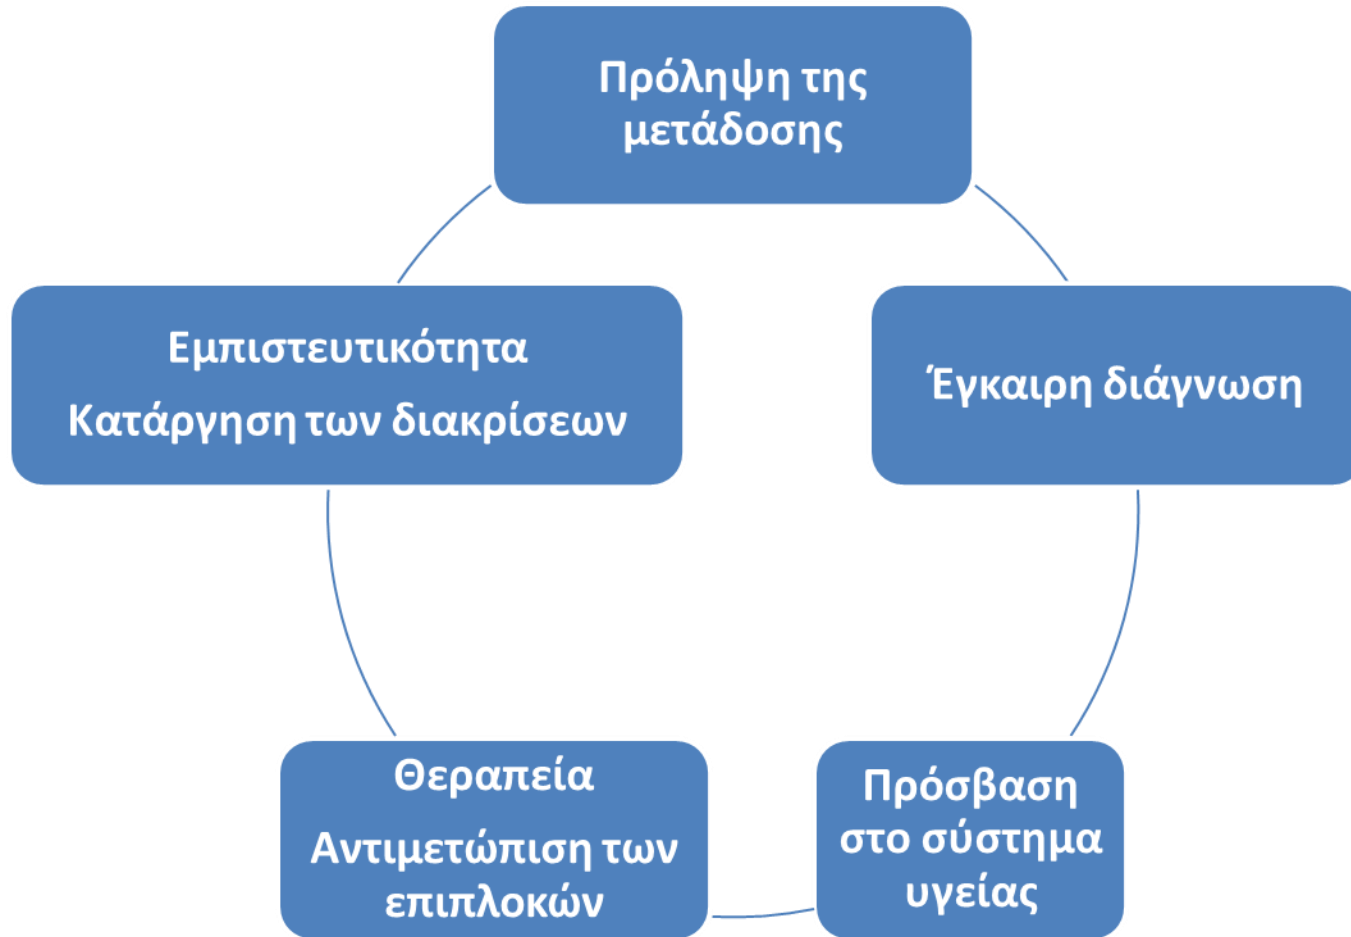 Πρόληψη της
μετάδοσης
Εμπιστευτικότητα
Κατάργηση των διακρίσεων
Έγκαιρη διάγνωση
Θεραπεία
Αντιμετώπιση των
επιπλοκών
Πρόσβαση
στο σύστημα
υγείας